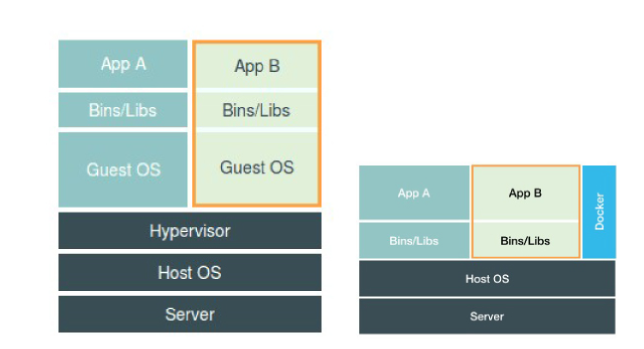 App A
App B
Bins/Libs
Bins/Libs
Guest OS
Guest OS
Hypervisor
Host OS
Server
App A
App B
Docker
Bins/Libs
Bins/Libs
Host OS
Server